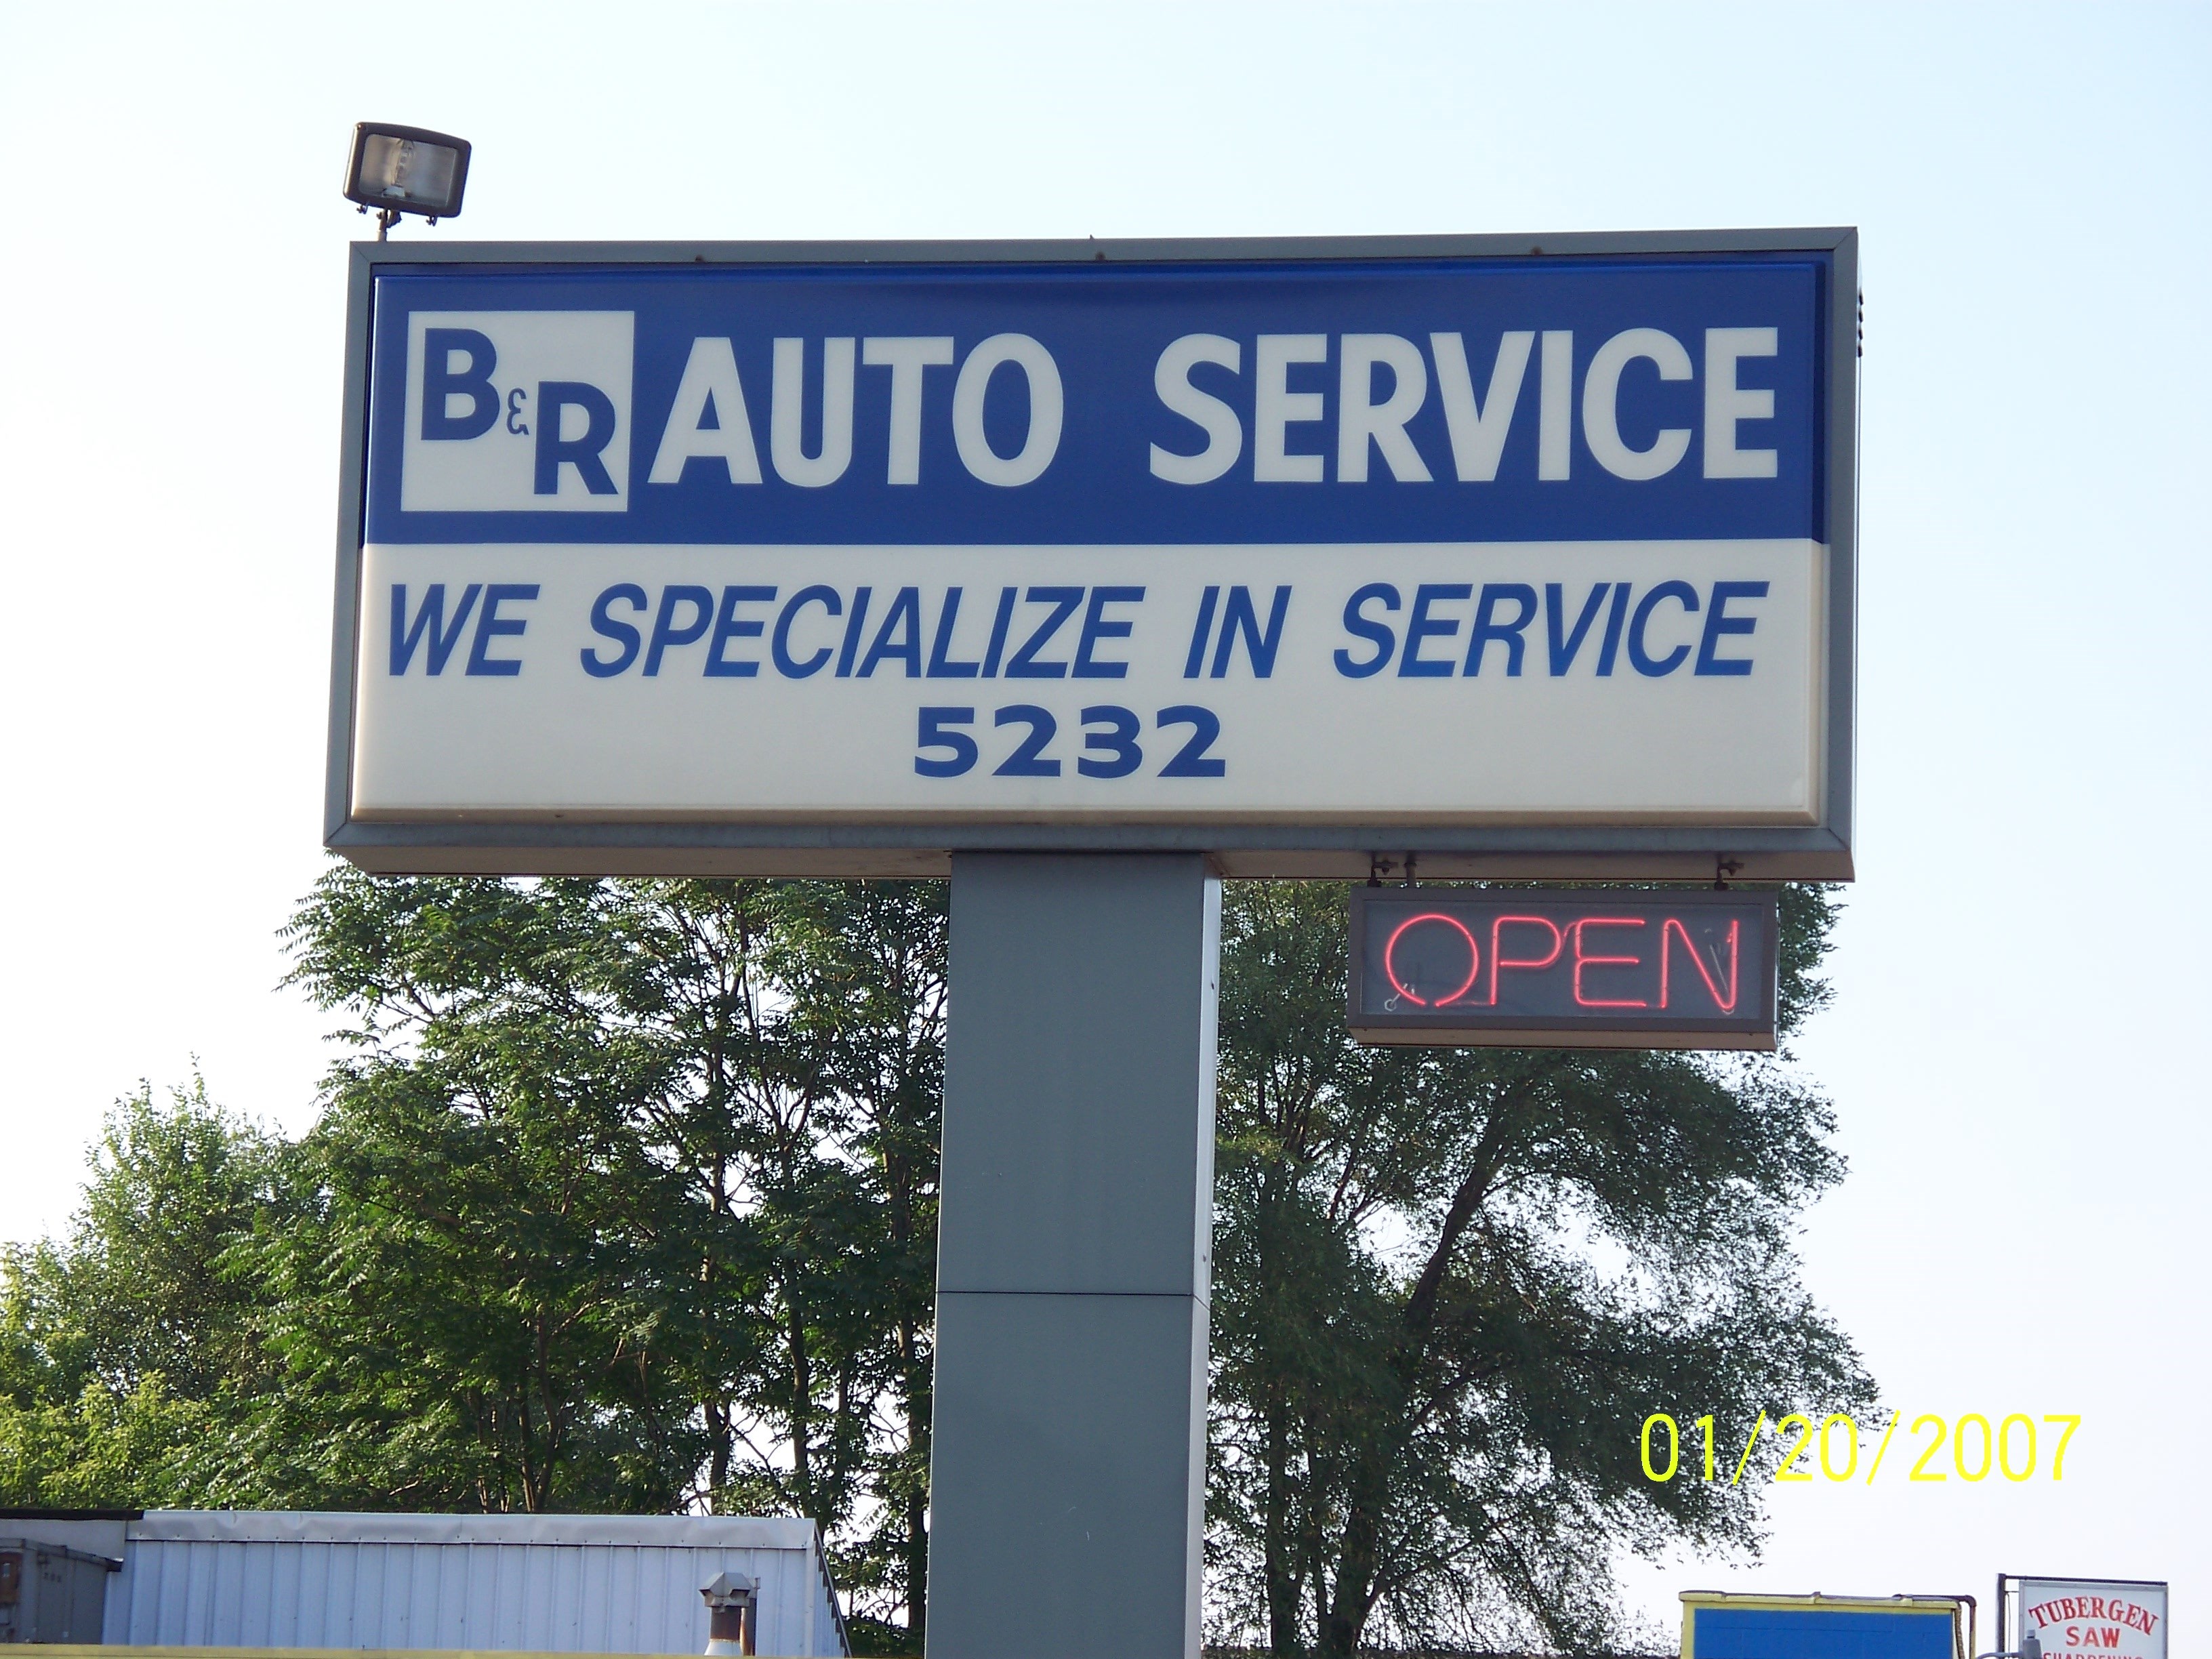 B & R AUTO SERVICE
WE SPECIALIZE IN SERVICE
5232
OPEN
01/20/2007
TUBERGEN
SAW